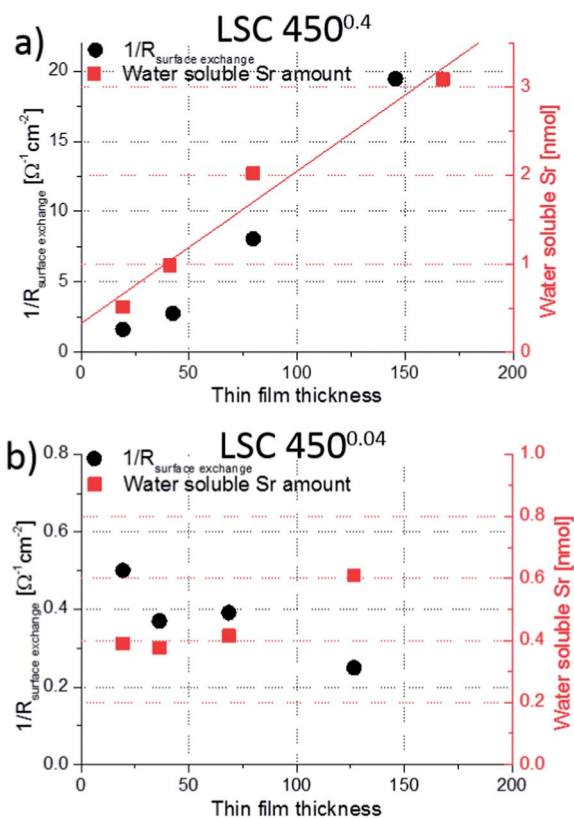 a)
LSC 450^0.4
1/R_surface exchange
Water soluble Sr amount
20
15
10
5
0
1/R_surface exchange [Ω^-1 cm^-2]
3
2
1
0
Water soluble Sr [nmol]
0 50 100 150 200
Thin film thickness
b)
LSC 450^0.04
1/R_surface exchange
Water soluble Sr amount
0.8
0.6
0.4
0.2
0.0
1/R_surface exchange [Ω^-1 cm^-2]
1.0
0.8
0.6
0.4
0.2
0.0
Water soluble Sr [nmol]
0 50 100 150 200
Thin film thickness